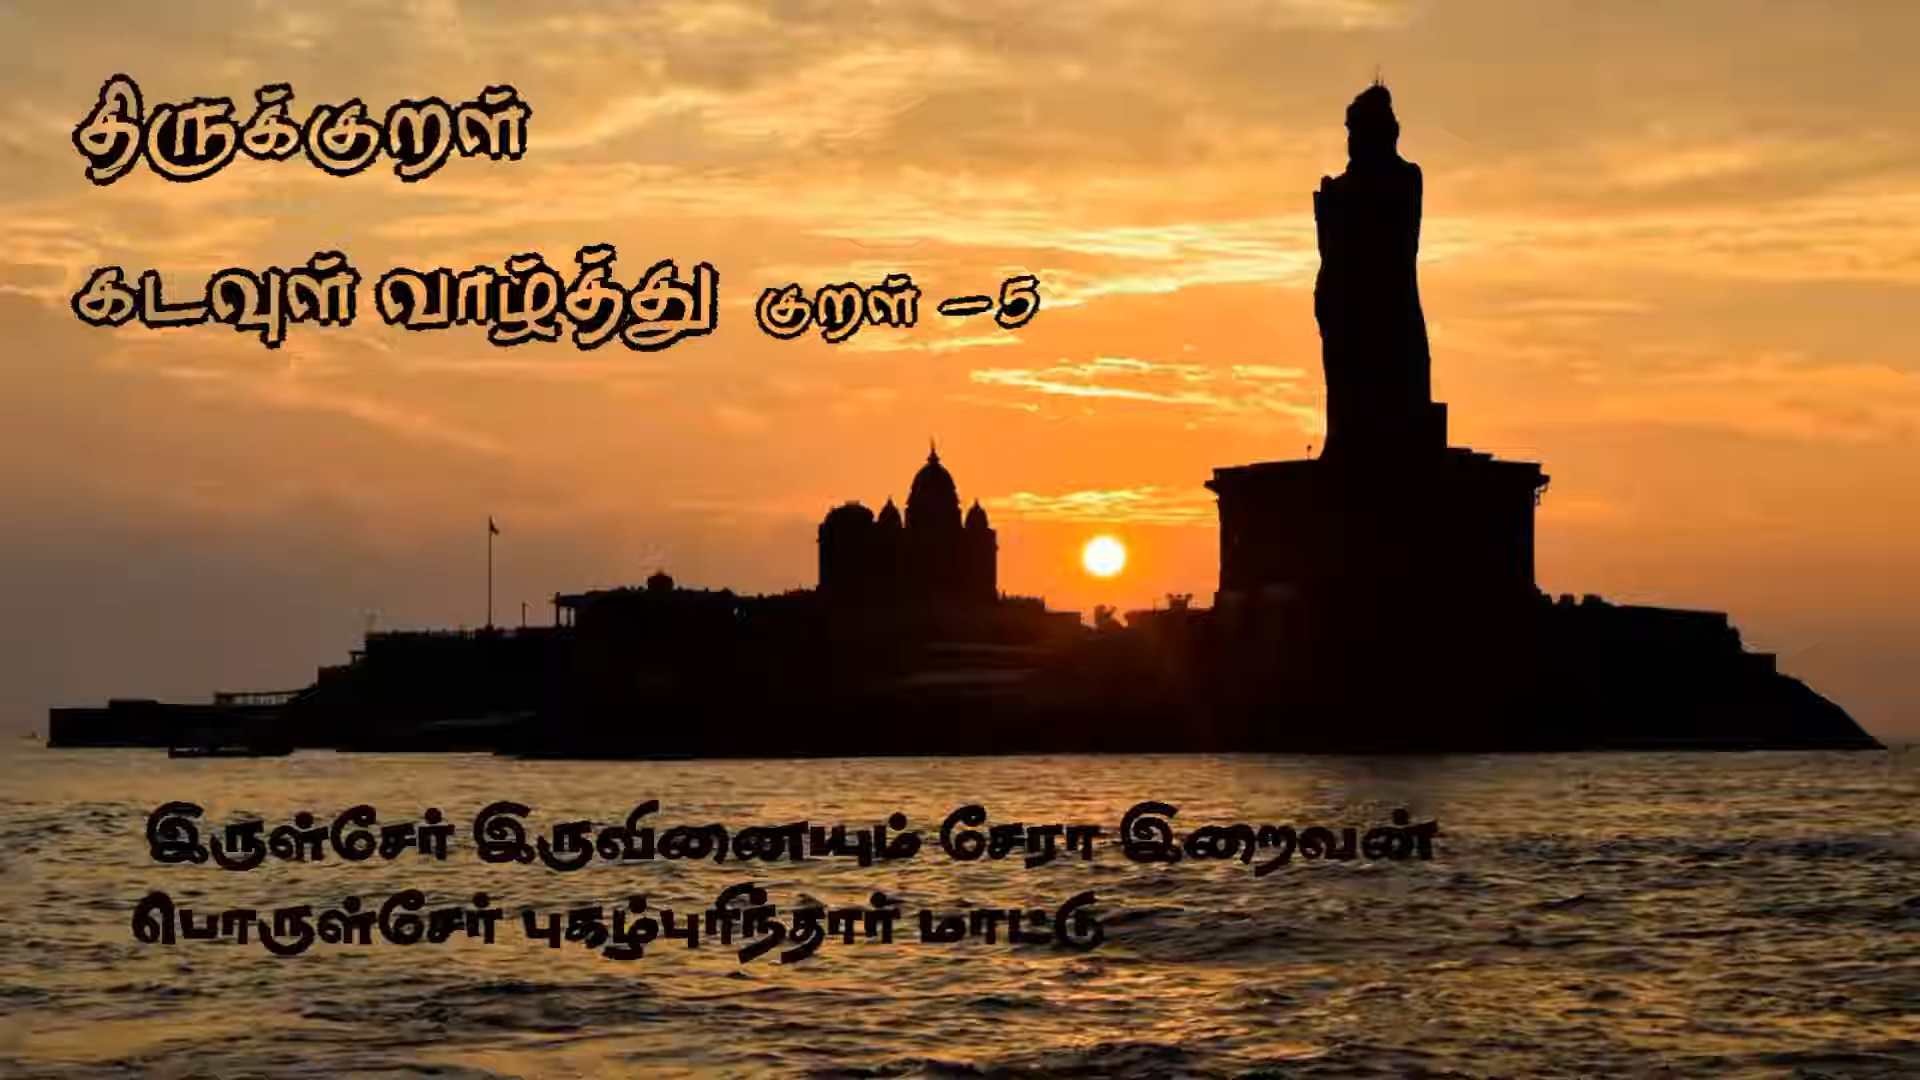 திருக்குறள்
கடவுள் வாழ்த்து குறள் – 5
இருள்சேர் இருவினையும் சேரா இறைவன்
பொருள்சேர் புகழ்புரிந்தார் மாட்டு